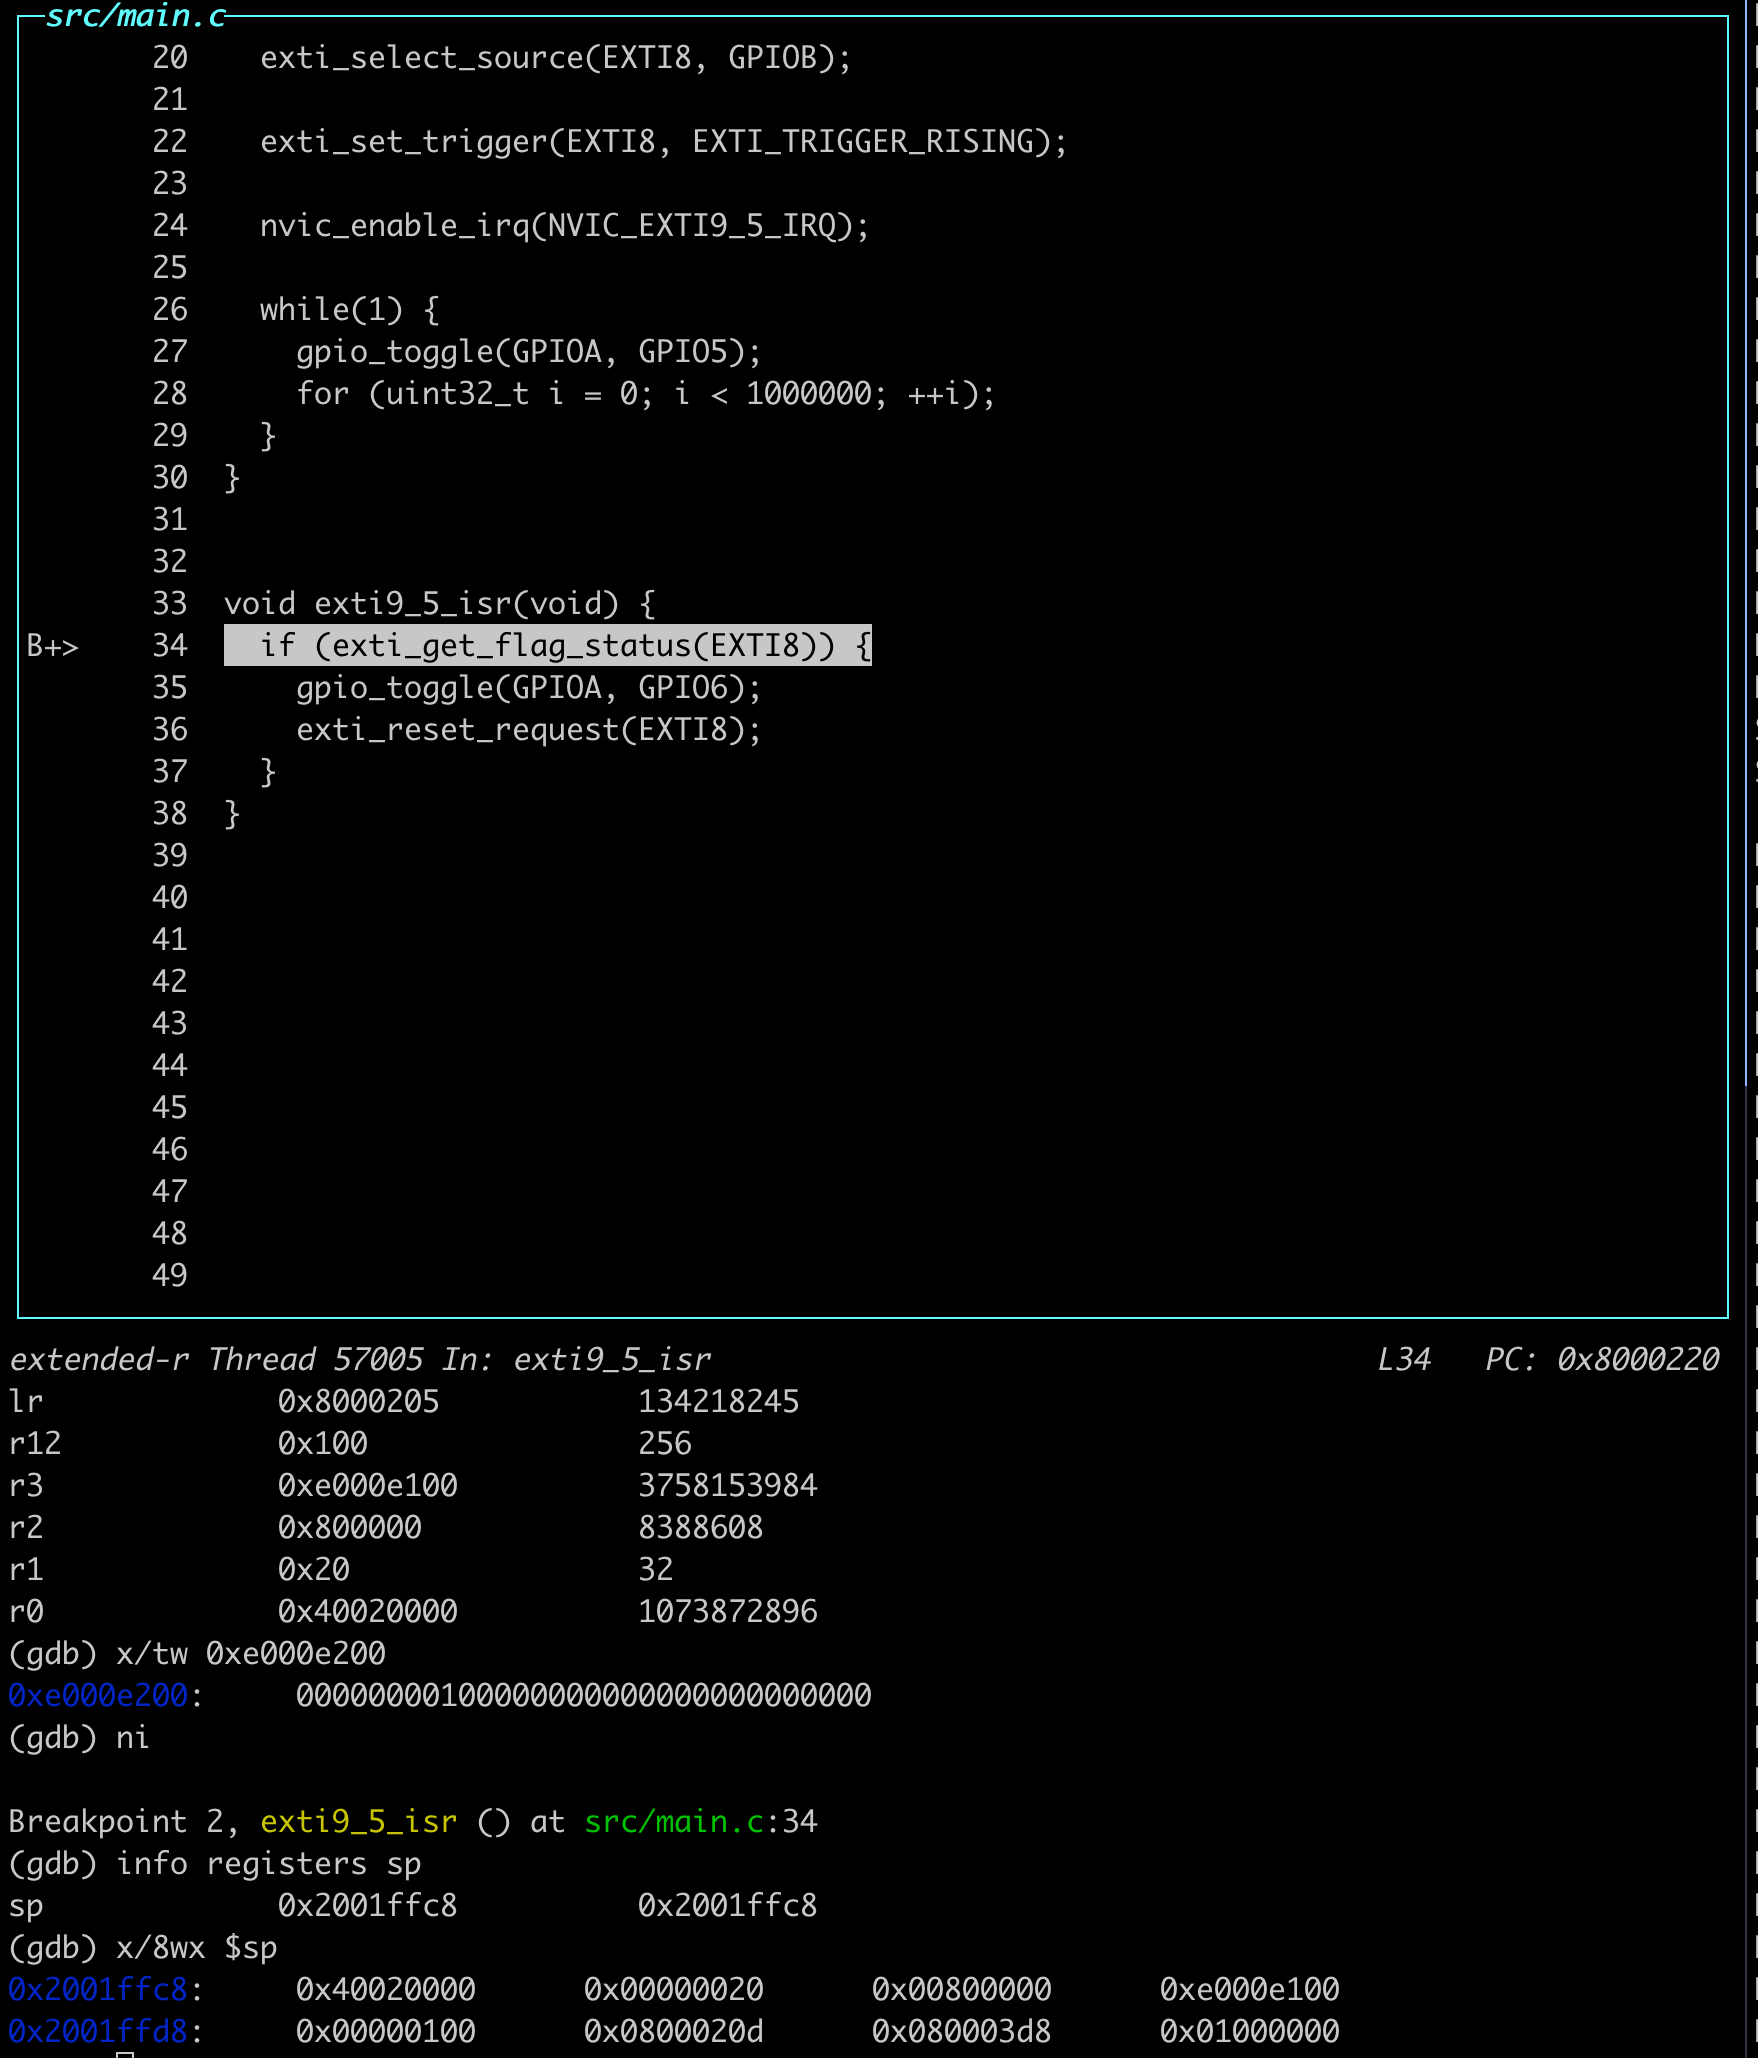 src/main.c
20 exti_select_source(EXTI8, GPIOB);
21
22 exti_set_trigger(EXTI8, EXTI_TRIGGER_RISING);
23
24 nvic_enable_irq(NVIC_EXTI9_5_IRQ);
25
26 while(1) {
27 gpio_toggle(GPIOA, GPIO5);
28 for (uint32_t i = 0; i < 1000000; ++i);
29 }
30 }
31
32
33 void exti9_5_isr(void) {
B+> 34 if (exti_get_flag_status(EXTI8)) {
35 gpio_toggle(GPIOA, GPIO6);
36 exti_reset_request(EXTI8);
37 }
38 }
39
40
41
42
43
44
45
46
47
48
49
extended-r Thread 57005 In: exti9_5_isr L34 PC: 0x8000220
lr 0x8000205 134218245
r12 0x100 256
r3 0xe000e100 3758153984
r2 0x800000 8388608
r1 0x20 32
r0 0x40020000 1073872896
(gdb) x/tw 0xe000e200
0xe000e200: 00000000100000000000000000000000
(gdb) ni
Breakpoint 2, exti9_5_isr () at src/main.c:34
(gdb) info registers sp
sp 0x2001ffc8 0x2001ffc8
(gdb) x/8wx $sp
0x2001ffc8: 0x40020000 0x00000020 0x00800000 0xe000e100
0x2001ffd8: 0x00000100 0x0800020d 0x080003d8 0x01000000